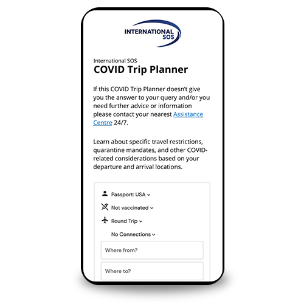 INTERNATIONAL
SOS
International SOS
COVID Trip Planner
If this COVID Trip Planner doesn't give
you the answer to your query and/or you
need further advice or information
please contact your nearest Assistance
Centre 24/7.
Learn about specific travel restrictions,
quarantine mandates, and other COVID-
related considerations based on your
departure and arrival locations.
Passport: USA
Not vaccinated
Round Trip
No Connections
Where from?
Where to?